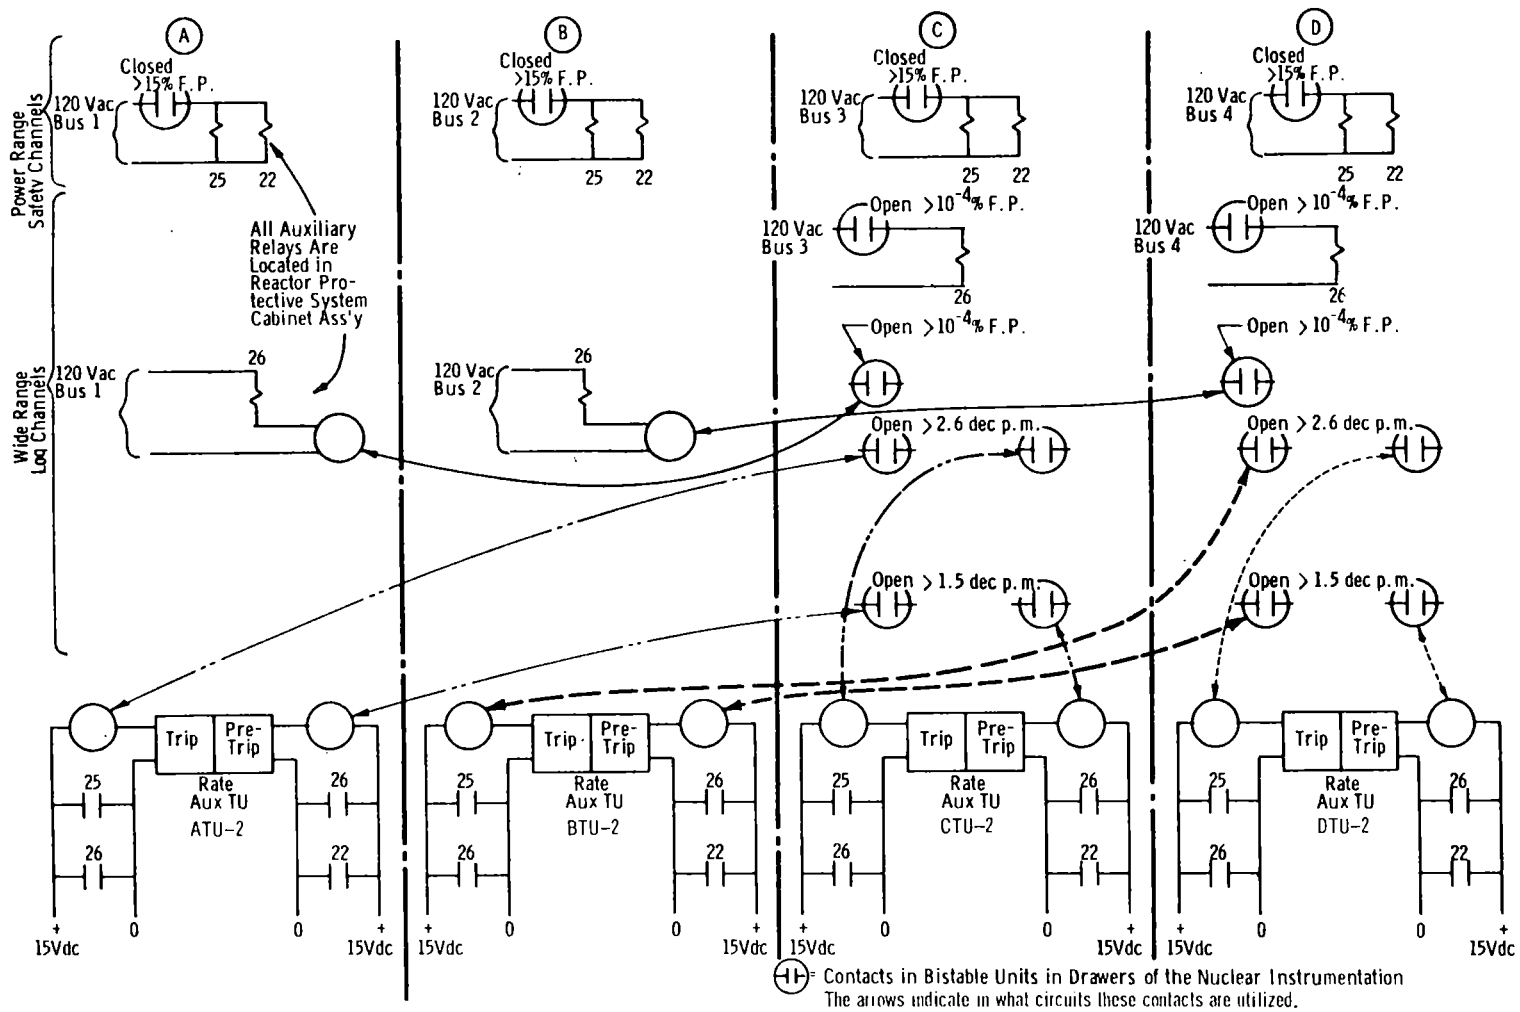 A
B
C
D
Power Range
Safety Channels
Closed
>15% F.P.
120 Vac
Bus 1
25
22
Closed
>15% F.P.
120 Vac
Bus 2
25
22
Closed
>15% F.P.
120 Vac
Bus 3
25
22
Closed
>15% F.P.
120 Vac
Bus 4
25
22
All Auxiliary
Relays Are
Located in
Reactor Pro-
tective System
Cabinet Ass'y
Open >10-4% F.P.
120 Vac
Bus 3
26
Open >10-4% F.P.
120 Vac
Bus 4
26
Open >10-4% F.P.
Open >10-4% F.P.
Wide Range
Log Channels
120 Vac
Bus 1
26
120 Vac
Bus 2
26
Open > 2.6 dec p.m.
Open > 2.6 dec p.m.
Open > 1.5 dec p.m.
Open > 1.5 dec p.m.
Trip
Pre-
Trip
Rate
Aux TU
ATU-2
25
26
26
22
+
15Vdc
0
0
+
15Vdc
Trip
Pre-
Trip
Rate
Aux TU
BTU-2
25
26
26
22
+
15Vdc
0
0
+
15Vdc
Trip
Pre-
Trip
Rate
Aux TU
CTU-2
25
26
26
22
+
15Vdc
0
0
+
15Vdc
Trip
Pre-
Trip
Rate
Aux TU
DTU-2
25
26
26
22
+
15Vdc
0
0
+
15Vdc
= Contacts in Bistable Units in Drawers of the Nuclear Instrumentation
The arrows indicate in what circuits these contacts are utilized.